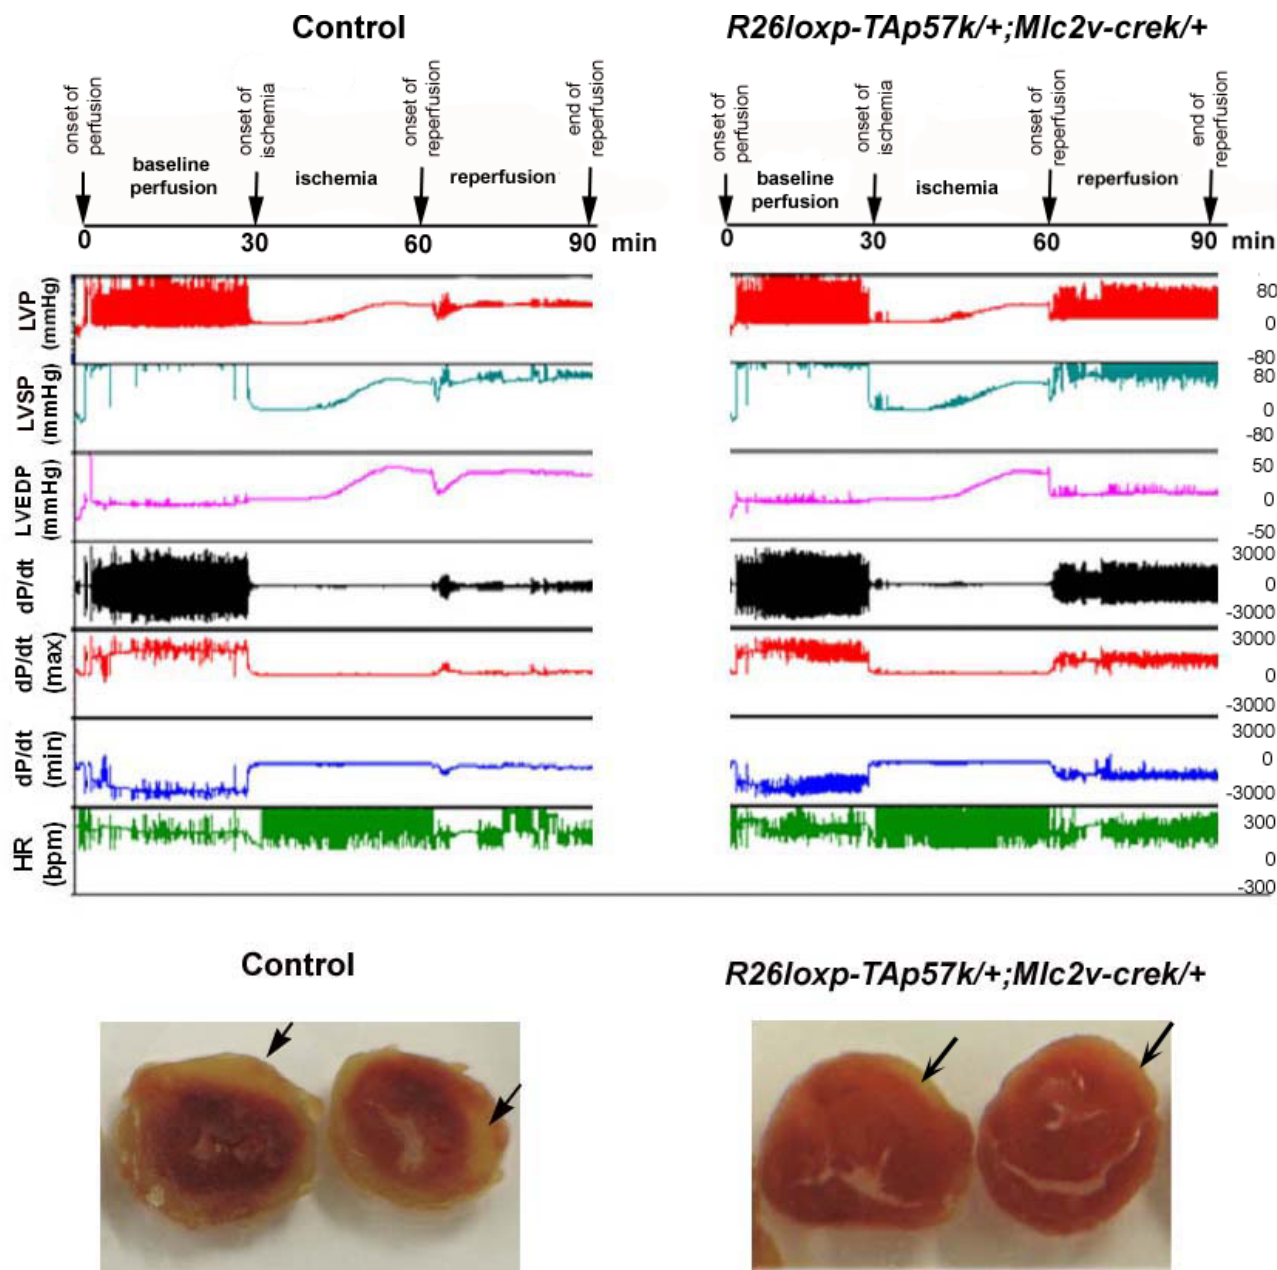 Control
R26loxp-TAp57k/+;Mlc2v-crek/+
onset of
perfusion
onset of
ischemia
onset of
reperfusion
end of
reperfusion
baseline
perfusion
ischemia
reperfusion
0
30
60
90
min
onset of
perfusion
onset of
ischemia
onset of
reperfusion
end of
reperfusion
baseline
perfusion
ischemia
reperfusion
0
30
60
90
min
LVP
(mmHg)
80
0
-80
LVSP
(mmHg)
80
0
-80
LVEDP
(mmHg)
50
0
-50
dP/dt
3000
0
-3000
dP/dt
(max)
3000
0
-3000
dP/dt
(min)
3000
0
-3000
HR
(bpm)
300
0
-300
Control
R26loxp-TAp57k/+;Mlc2v-crek/+